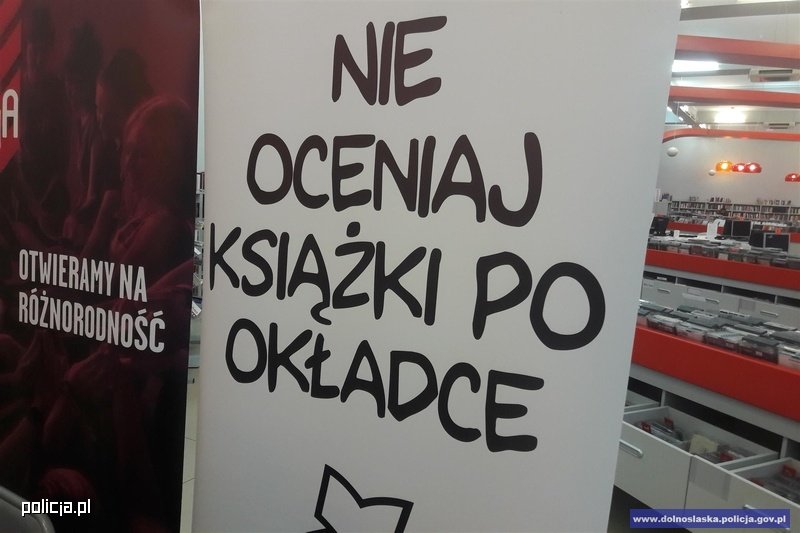 NIE
OCENIAJ
KSIĄŻKI PO
OKŁADCE
OTWIERAMY NA
RÓŻNORODNOŚĆ
policja.pl
www.dolnoslaska.policja.gov.pl